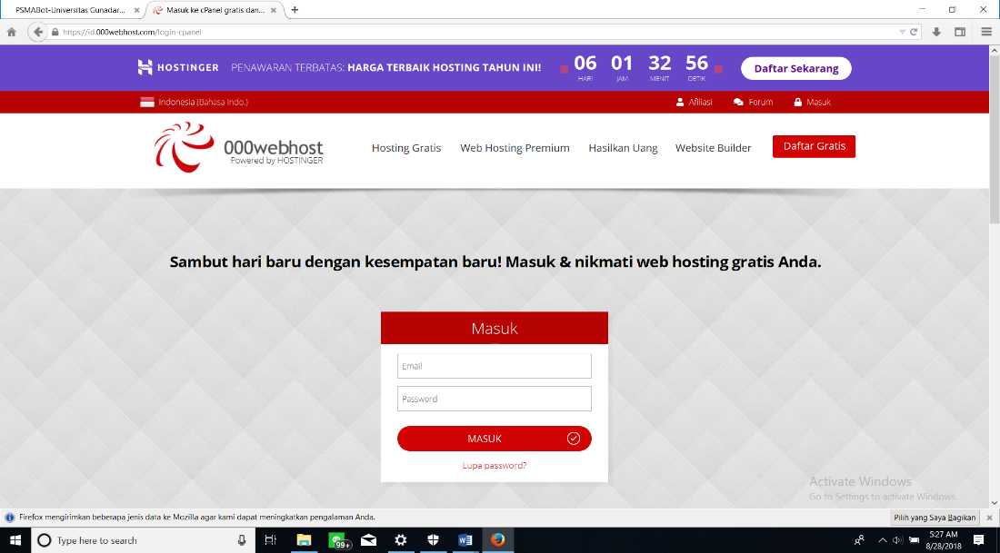 PSMABot-Universitas Gunadar...
Masuk ke cPanel gratis dan...
https://id.000webhost.com/login-cpanel
HOSTINGER
PENAWARAN TERBATAS: HARGA TERBAIK HOSTING TAHUN INI!
06 01 32 56
HARI JAM MENIT DETIK
Daftar Sekarang
Indonesia (Bahasa Indo.)
Afiliasi Forum Masuk
000webhost
Powered by HOSTINGER
Hosting Gratis Web Hosting Premium Hasilkan Uang Website Builder Daftar Gratis
Sambut hari baru dengan kesempatan baru! Masuk & nikmati web hosting gratis Anda.
Masuk
Email
Password
MASUK
Lupa password?
Activate Windows
Go to Settings to activate Windows.
Firefox mengirimkan beberapa jenis data ke Mozilla agar kami dapat meningkatkan pengalaman Anda.
Pilih yang Saya Bagikan
Type here to search
99+
5:27 AM
8/28/2018